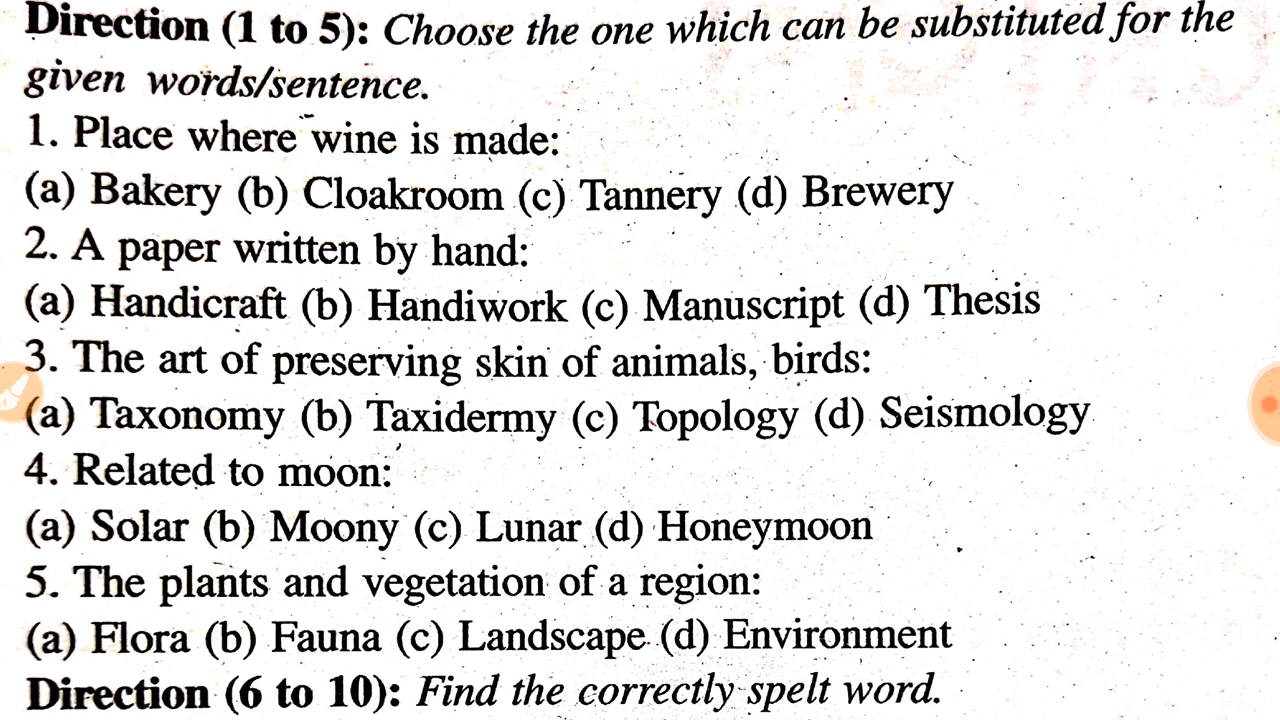 Direction (1 to 5): Choose the one which can be substituted for the
given words/sentence.
1. Place where wine is made:
(a) Bakery (b) Cloakroom (c) Tannery (d) Brewery
2. A paper written by hand:
(a) Handicraft (b) Handiwork (c) Manuscript (d) Thesis
3. The art of preserving skin of animals, birds:
(a) Taxonomy (b) Taxidermy (c) Topology (d) Seismology
4. Related to moon:
(a) Solar (b) Moony (c) Lunar (d) Honeymoon
5. The plants and vegetation of a region:
(a) Flora (b) Fauna (c) Landscape (d) Environment
Direction (6 to 10): Find the correctly spelt word.